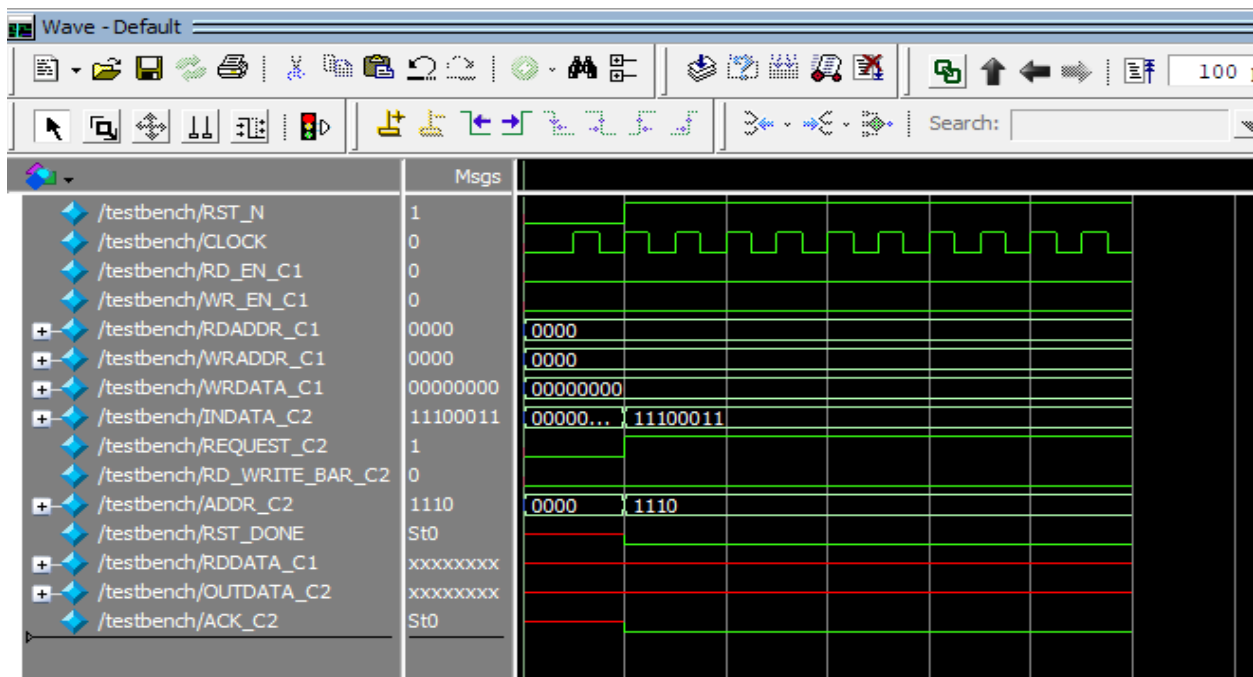 Wave - Default
100
Search:
Msgs
/testbench/RST_N 1
/testbench/CLOCK 0
/testbench/RD_EN_C1 0
/testbench/WR_EN_C1 0
/testbench/RDADDR_C1 0000 0000
/testbench/WRADDR_C1 0000 0000
/testbench/WRDATA_C1 00000000 00000000
/testbench/INDATA_C2 11100011 00000... 11100011
/testbench/REQUEST_C2 1
/testbench/RD_WRITE_BAR_C2 0
/testbench/ADDR_C2 1110 0000 1110
/testbench/RST_DONE St0
/testbench/RDDATA_C1 xxxxxxxx
/testbench/OUTDATA_C2 xxxxxxxx
/testbench/ACK_C2 St0